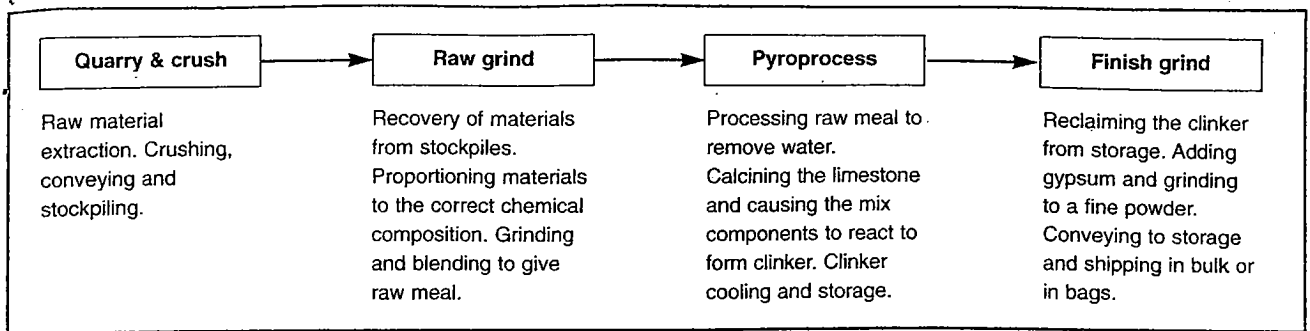 Quarry & crush
Raw grind
Pyroprocess
Finish grind
Raw material
extraction. Crushing,
conveying and
stockpiling.
Recovery of materials
from stockpiles.
Proportioning materials
to the correct chemical
composition. Grinding
and blending to give
raw meal.
Processing raw meal to
remove water.
Calcining the limestone
and causing the mix
components to react to
form clinker. Clinker
cooling and storage.
Reclaiming the clinker
from storage. Adding
gypsum and grinding
to a fine powder.
Conveying to storage
and shipping in bulk or
in bags.